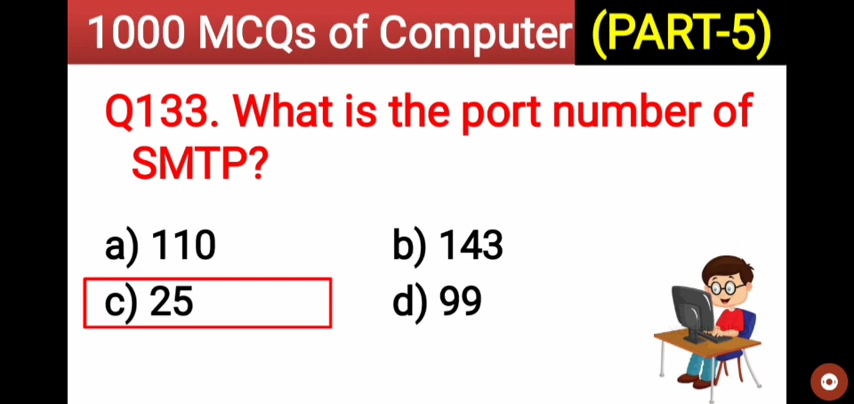 1000 MCQs of Computer (PART-5)
Q133. What is the port number of
SMTP?
a) 110 b) 143
c) 25 d) 99